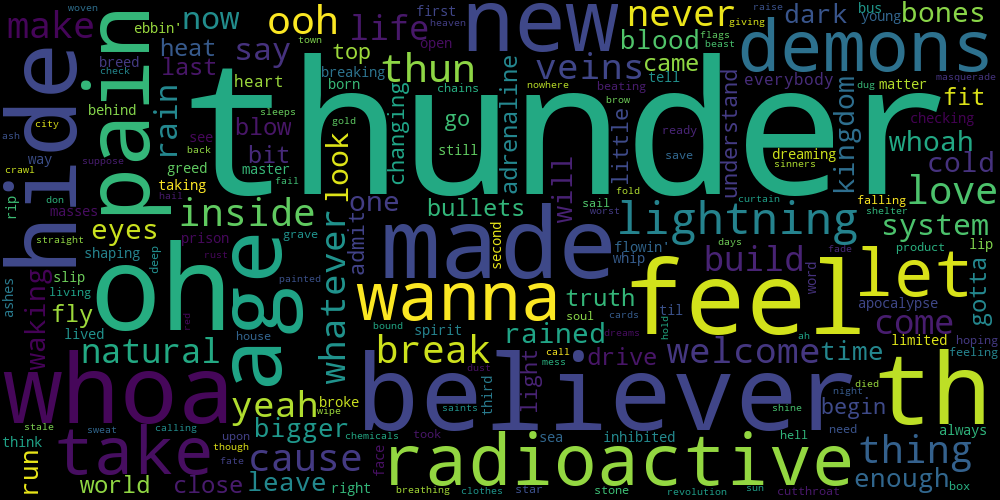 woven
heaven
bus
young
raise
make
ebbin'
now
ooh
life
first
new
never
dark
bones
giving
flags
beast
pain
breed
heat
say
town
top
open
blood
demons
check
last
thun
veins
came
hide
heart
breaking
nowhere
tell
everybody
masquerade
thunder
born
chains
beating
dug
matter
fit
behind
rain
sleeps
gold
changing
adrenaline
brow
understand
kingdom
ash
city
see
blow
look
go
little
ready
checking
way
back
bit
still
save
dreaming
sinners
whoah
crawl
suppose
greed
master
fail
cold
rip
don
taking
hail
fold
falling
love
masses
inside
one
bullets
sail
will
curtain
shelter
straight
eyes
prison
grave
admit
worst
lightning
system
shaping
deep
rust
made
second
flowin'
days
fade
product
lip
oh
age
whatever
whip
build
word
feel
let
gotta
waking
slip
painted
wanna
truth
apocalypse
ashes
living
fly
red
house
bound
spirit
soul
cards
til
hold
come
limited
hoping
lived
natural
break
rained
dreams
ah
feeling
whoa
call
mess
drive
welcome
time
light
dust
believer
th
died
yeah
broke
wipe
third
saints
shine
night
begin
stale
sweat
calling
upon
bigger
chemicals
took
sea
inhibited
hell
need
always
think
take
though
cause
face
radioactive
thing
run
fate
stone
enough
world
close
leave
right
breathing
clothes
star
revolution
sun
cutthroat
box